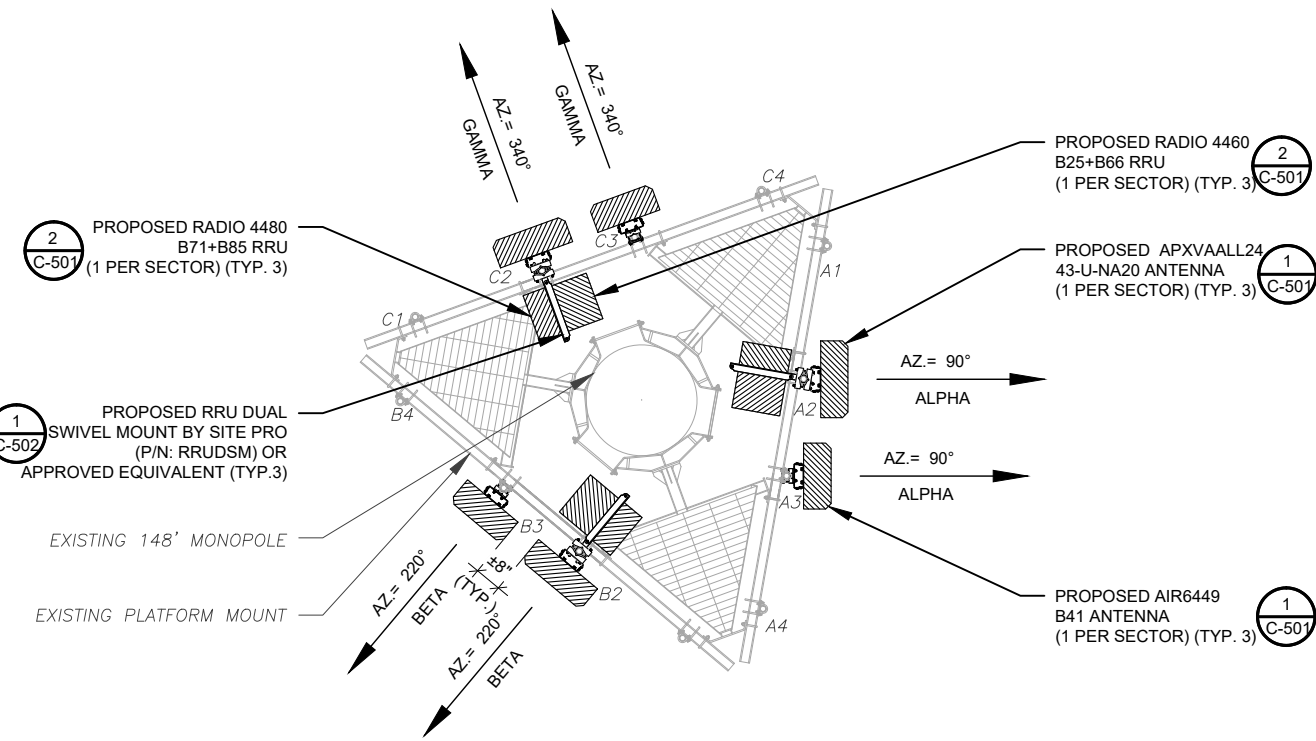 AZ.= 340°
GAMMA
AZ.= 340°
GAMMA
PROPOSED RADIO 4460
B25+B66 RRU
(1 PER SECTOR) (TYP. 3)
2
C-501
PROPOSED RADIO 4480
B71+B85 RRU
(1 PER SECTOR) (TYP. 3)
2
C-501
PROPOSED APXVAALL24
43-U-NA20 ANTENNA
(1 PER SECTOR) (TYP. 3)
1
C-501
C4
C3
C2
C1
A1
A2
A3
A4
B4
B3
B2
AZ.= 90°
ALPHA
AZ.= 90°
ALPHA
PROPOSED RRU DUAL
SWIVEL MOUNT BY SITE PRO
(P/N: RRUDSM) OR
APPROVED EQUIVALENT (TYP.3)
1
C-502
EXISTING 148' MONOPOLE
EXISTING PLATFORM MOUNT
AZ.= 220°
BETA
±8"
(TYP.)
AZ.= 220°
BETA
PROPOSED AIR6449
B41 ANTENNA
(1 PER SECTOR) (TYP. 3)
1
C-501